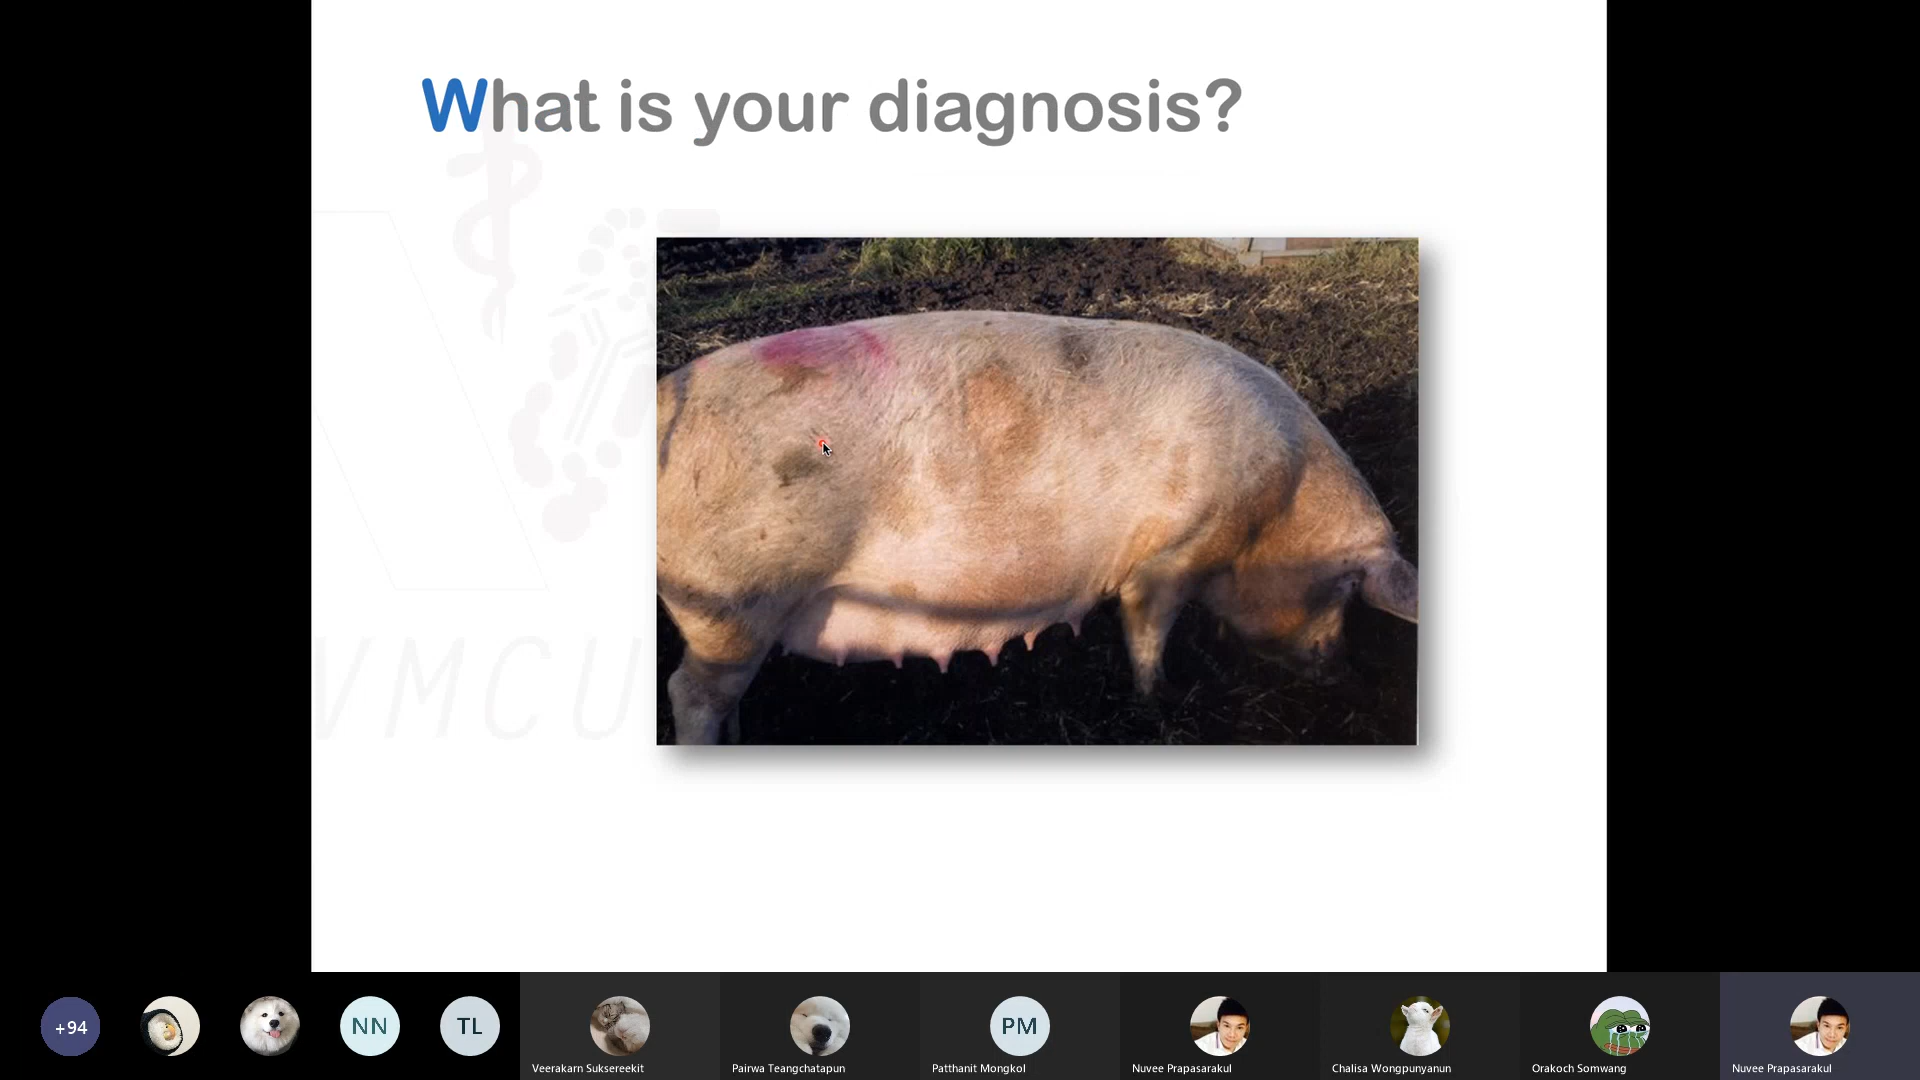 What is your diagnosis?
VMCU
+94
NN
TL
PM
Veerakarn Suksereekit
Pairwa Teangchatapun
Patthanit Mongkol
Nuvee Prapasarakul
Chalisa Wongpunyanun
Orakoch Somwang
Nuvee Prapasarakul